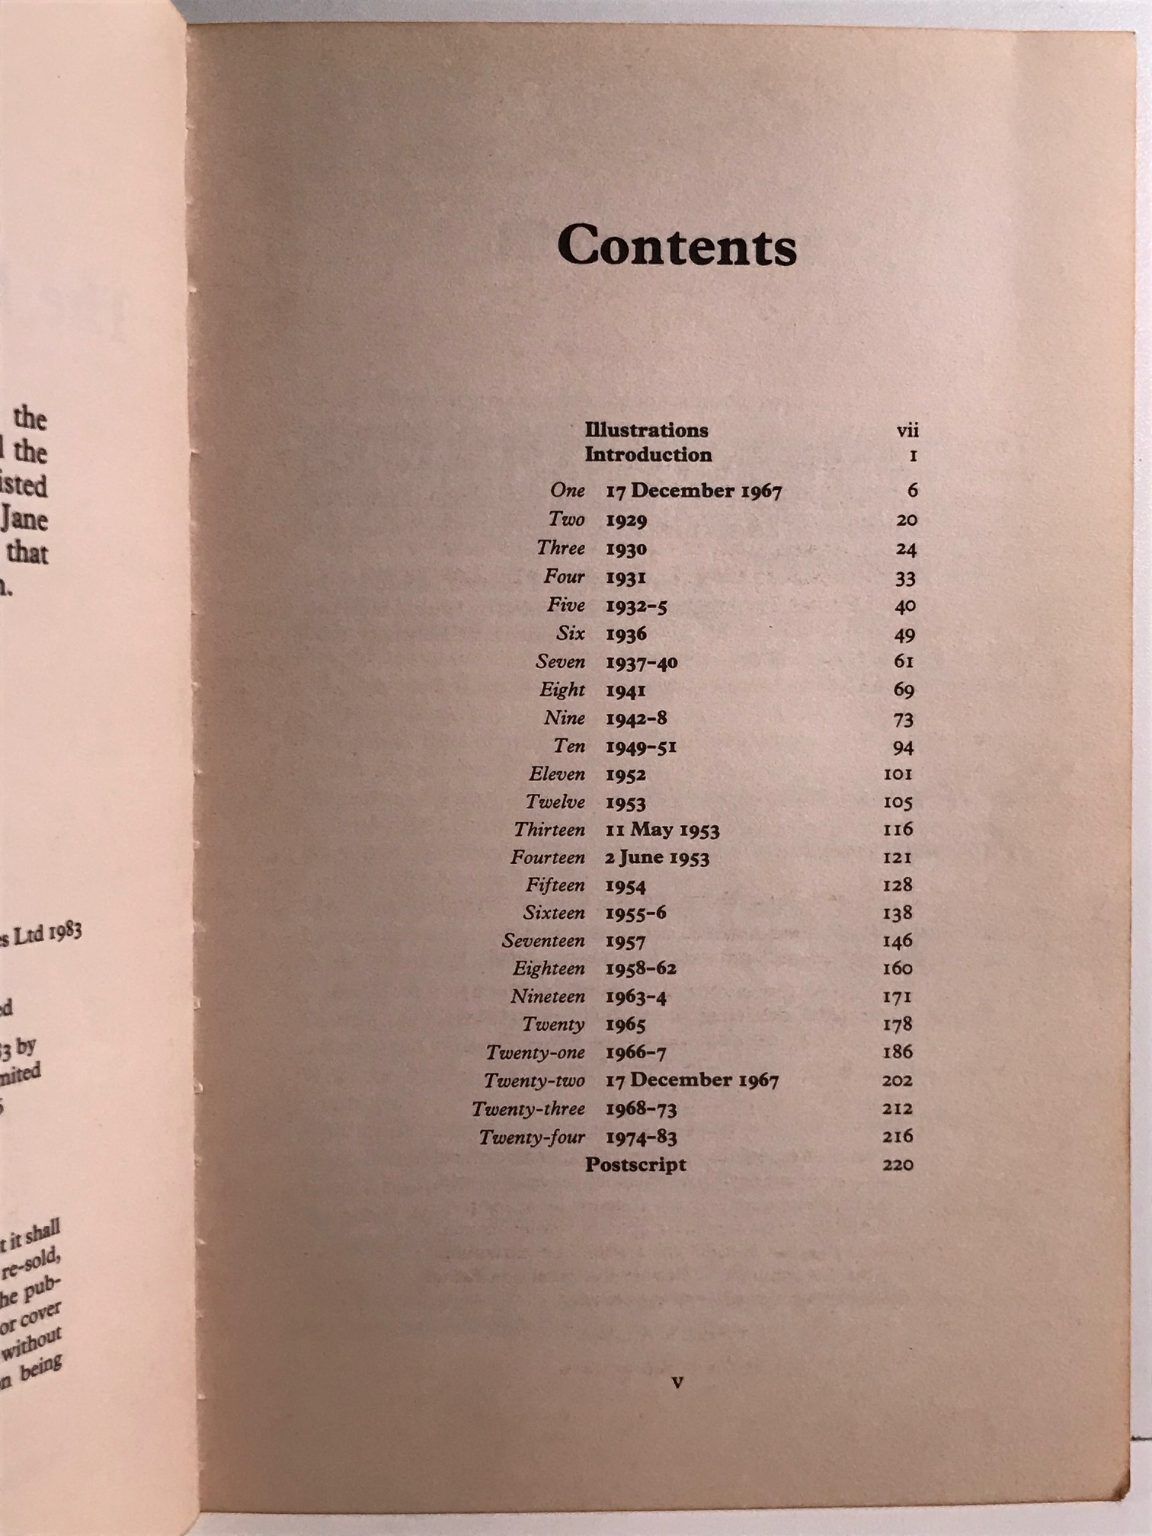 the
the
isted
Jane
that
s Ltd 1983
ed
83 by
mited
t it shall
re-sold,
he pub-
or cover
without
n being
Contents
Illustrations vii
Introduction 1
One 17 December 1967 6
Two 1929 20
Three 1930 24
Four 1931 33
Five 1932–5 40
Six 1936 49
Seven 1937–40 61
Eight 1941 69
Nine 1942–8 73
Ten 1949–51 94
Eleven 1952 101
Twelve 1953 105
Thirteen 11 May 1953 116
Fourteen 2 June 1953 121
Fifteen 1954 128
Sixteen 1955–6 138
Seventeen 1957 146
Eighteen 1958–62 160
Nineteen 1963–4 171
Twenty 1965 178
Twenty-one 1966–7 186
Twenty-two 17 December 1967 202
Twenty-three 1968–73 212
Twenty-four 1974–83 216
Postscript 220
v